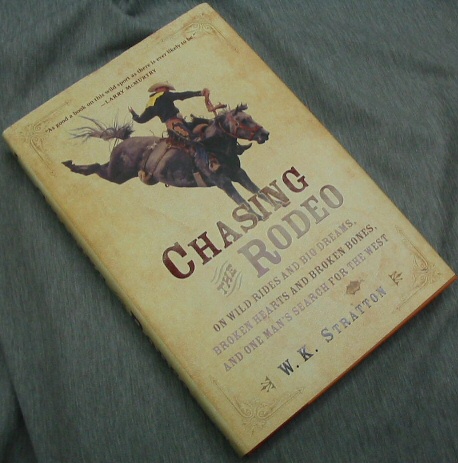 "As good a book on this wild sport as there is ever likely to be."
—LARRY McMURTRY
CHASING
THE
RODEO
ON WILD RIDES AND BIG DREAMS,
BROKEN HEARTS AND BROKEN BONES,
AND ONE MAN'S SEARCH FOR THE WEST
W. K. STRATTON